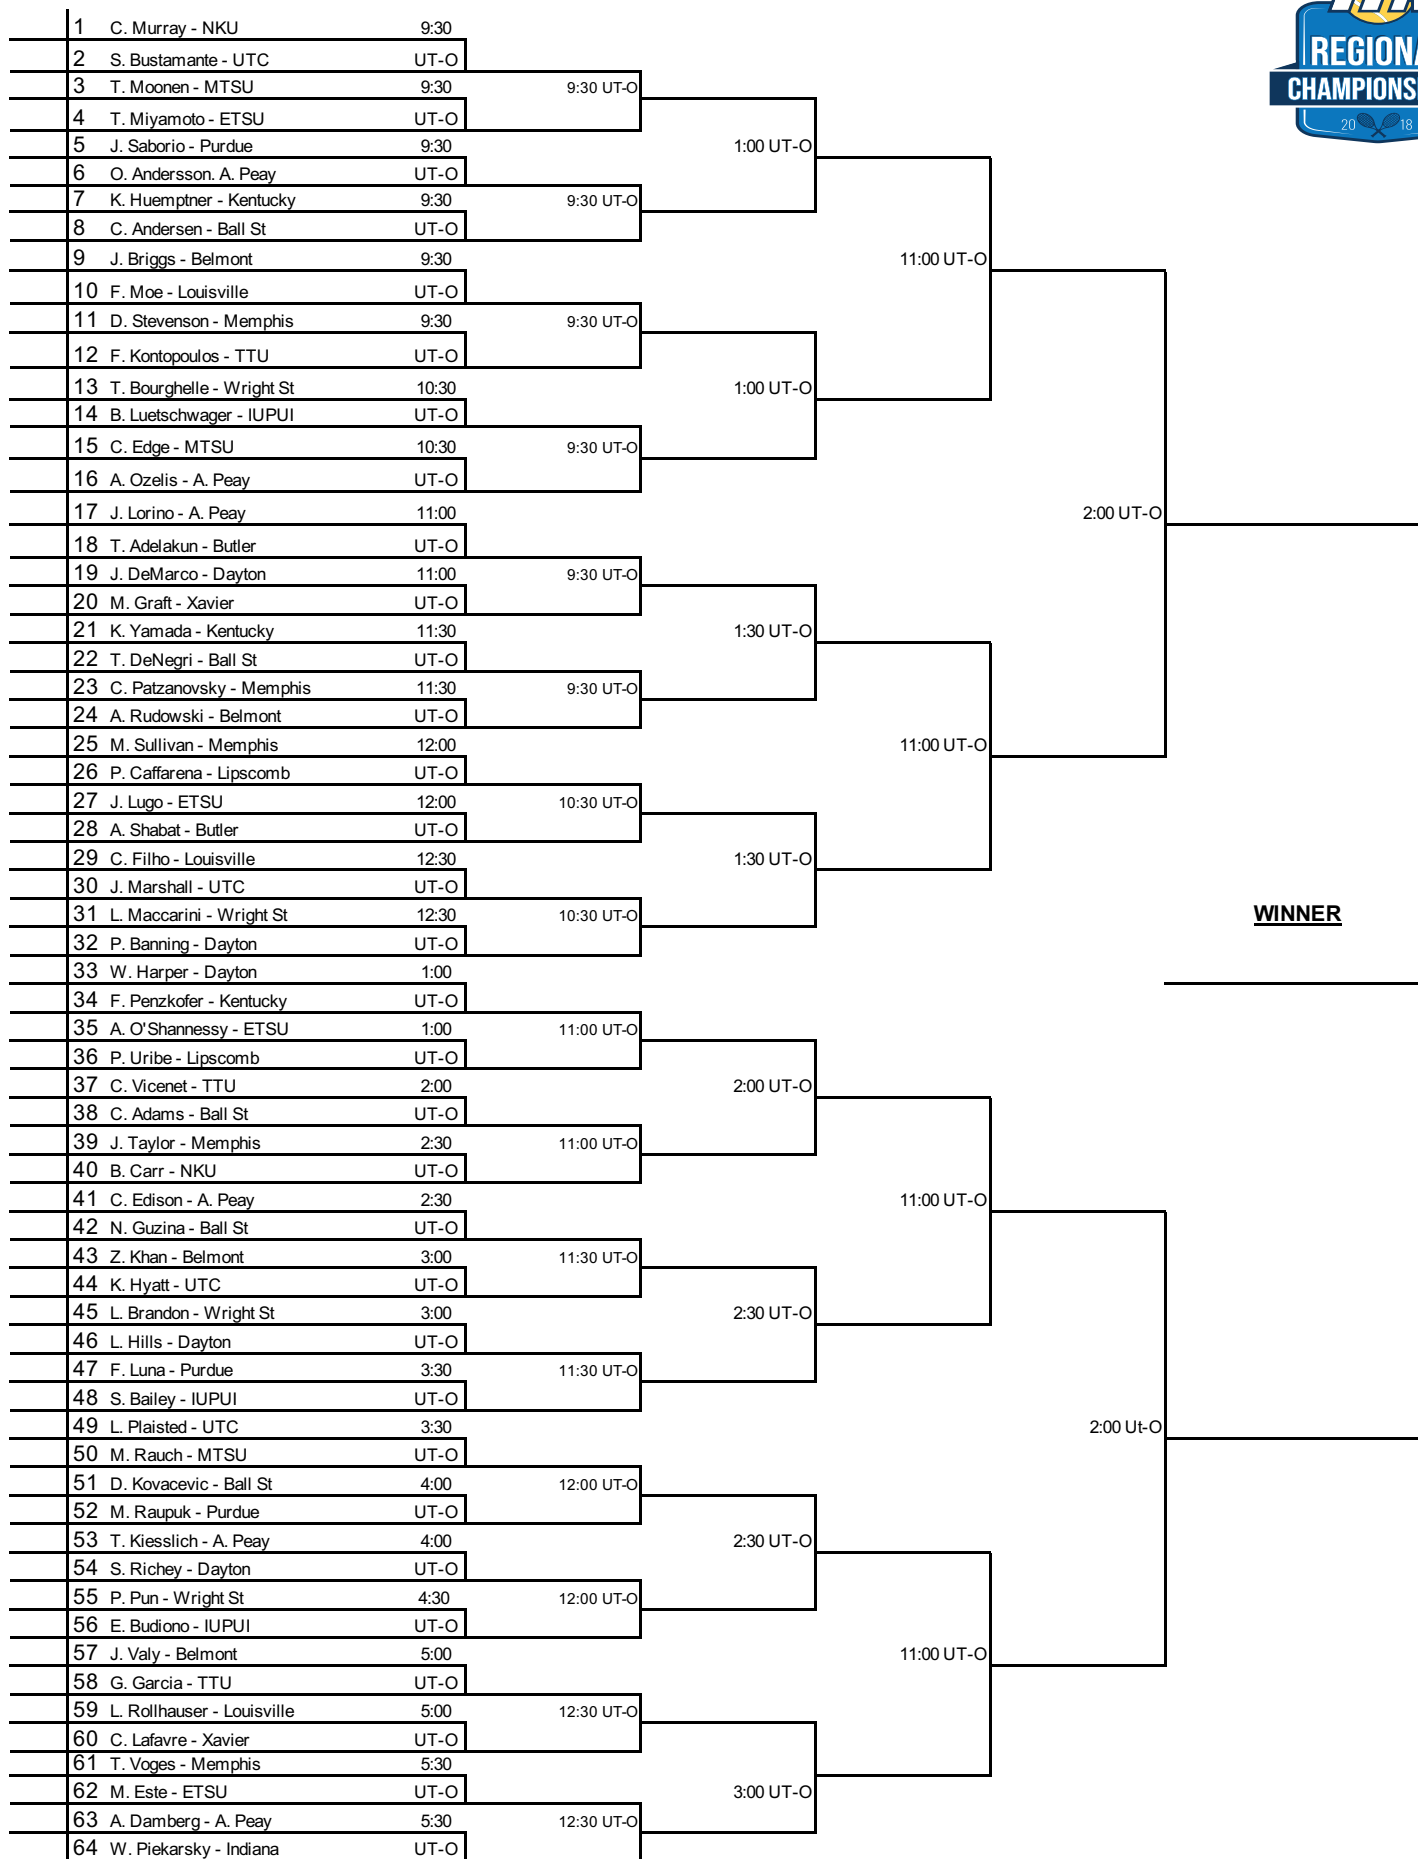 1 C. Murray - NKU 9:30
2 S. Bustamante - UTC UT-O
3 T. Moonen - MTSU 9:30 9:30 UT-O
4 T. Miyamoto - ETSU UT-O
5 J. Saborio - Purdue 9:30 1:00 UT-O
6 O. Andersson. A. Peay UT-O
7 K. Huemptner - Kentucky 9:30 9:30 UT-O
8 C. Andersen - Ball St UT-O
9 J. Briggs - Belmont 9:30 11:00 UT-O
10 F. Moe - Louisville UT-O
11 D. Stevenson - Memphis 9:30 9:30 UT-O
12 F. Kontopoulos - TTU UT-O
13 T. Bourghelle - Wright St 10:30 1:00 UT-O
14 B. Luetschwager - IUPUI UT-O
15 C. Edge - MTSU 10:30 9:30 UT-O
16 A. Ozelis - A. Peay UT-O
17 J. Lorino - A. Peay 11:00 2:00 UT-O
18 T. Adelakun - Butler UT-O
19 J. DeMarco - Dayton 11:00 9:30 UT-O
20 M. Graft - Xavier UT-O
21 K. Yamada - Kentucky 11:30 1:30 UT-O
22 T. DeNegri - Ball St UT-O
23 C. Patzanovsky - Memphis 11:30 9:30 UT-O
24 A. Rudowski - Belmont UT-O
25 M. Sullivan - Memphis 12:00 11:00 UT-O
26 P. Caffarena - Lipscomb UT-O
27 J. Lugo - ETSU 12:00 10:30 UT-O
28 A. Shabat - Butler UT-O
29 C. Filho - Louisville 12:30 1:30 UT-O
30 J. Marshall - UTC UT-O
31 L. Maccarini - Wright St 12:30 10:30 UT-O WINNER
32 P. Banning - Dayton UT-O
33 W. Harper - Dayton 1:00
34 F. Penzkofer - Kentucky UT-O
35 A. O'Shannessy - ETSU 1:00 11:00 UT-O
36 P. Uribe - Lipscomb UT-O
37 C. Vicenet - TTU 2:00 2:00 UT-O
38 C. Adams - Ball St UT-O
39 J. Taylor - Memphis 2:30 11:00 UT-O
40 B. Carr - NKU UT-O
41 C. Edison - A. Peay 2:30 11:00 UT-O
42 N. Guzina - Ball St UT-O
43 Z. Khan - Belmont 3:00 11:30 UT-O
44 K. Hyatt - UTC UT-O
45 L. Brandon - Wright St 3:00 2:30 UT-O
46 L. Hills - Dayton UT-O
47 F. Luna - Purdue 3:30 11:30 UT-O
48 S. Bailey - IUPUI UT-O
49 L. Plaisted - UTC 3:30 2:00 Ut-O
50 M. Rauch - MTSU UT-O
51 D. Kovacevic - Ball St 4:00 12:00 UT-O
52 M. Raupuk - Purdue UT-O
53 T. Kiesslich - A. Peay 4:00 2:30 UT-O
54 S. Richey - Dayton UT-O
55 P. Pun - Wright St 4:30 12:00 UT-O
56 E. Budiono - IUPUI UT-O
57 J. Valy - Belmont 5:00 11:00 UT-O
58 G. Garcia - TTU UT-O
59 L. Rollhauser - Louisville 5:00 12:30 UT-O
60 C. Lafavre - Xavier UT-O
61 T. Voges - Memphis 5:30
62 M. Este - ETSU UT-O 3:00 UT-O
63 A. Damberg - A. Peay 5:30 12:30 UT-O
64 W. Piekarsky - Indiana UT-O
REGIONA
CHAMPIONS
20 18